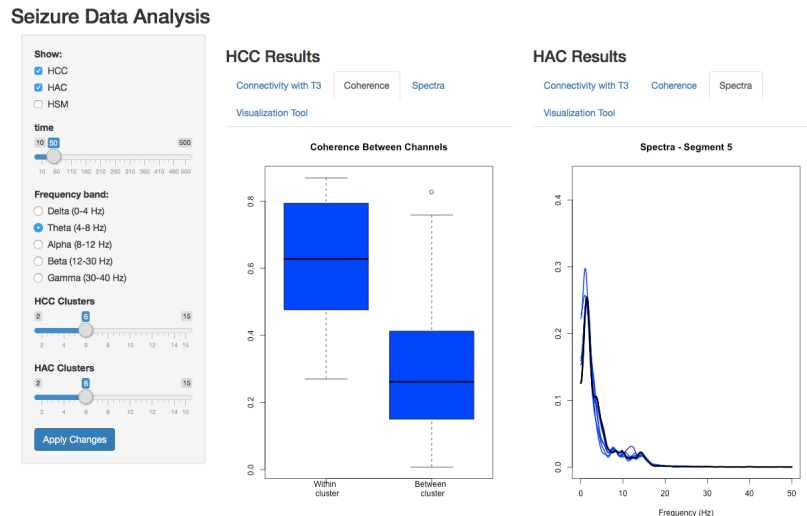 Seizure Data Analysis
Show:
HCC
HAC
HSM
time
10 50 500
10 60 110 160 210 260 310 360 410 460 500
Frequency band:
Delta (0-4 Hz)
Theta (4-8 Hz)
Alpha (8-12 Hz)
Beta (12-30 Hz)
Gamma (30-40 Hz)
HCC Clusters
2 6 15
2 4 6 8 10 12 14 15
HAC Clusters
2 6 15
2 4 6 8 10 12 14 15
Apply Changes
HCC Results
Connectivity with T3 Coherence Spectra
Visualization Tool
Coherence Between Channels
0.8
0.6
0.4
0.2
0.0
Within cluster
Between cluster
HAC Results
Connectivity with T3 Coherence Spectra
Visualization Tool
Spectra - Segment 5
0.4
0.3
0.2
0.1
0.0
0 10 20 30 40 50
Frequency (Hz)